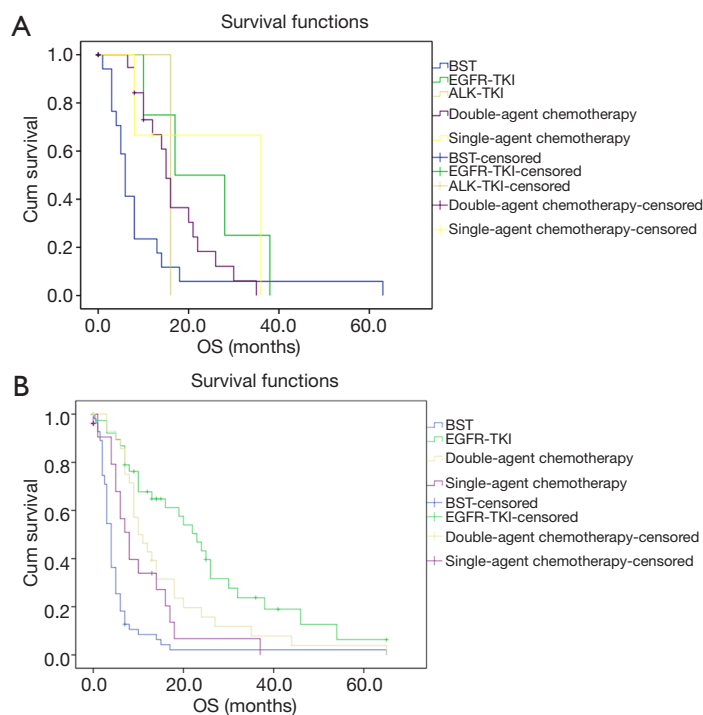 A
Survival functions
1.0
0.8
0.6
0.4
0.2
0.0
Cum survival
0.0 20.0 40.0 60.0
OS (months)
BST
EGFR-TKI
ALK-TKI
Double-agent chemotherapy
Single-agent chemotherapy
BST-censored
EGFR-TKI-censored
ALK-TKI-censored
Double-agent chemotherapy-censored
Single-agent chemotherapy-censored
B
Survival functions
1.0
0.8
0.6
0.4
0.2
0.0
Cum survival
0.0 20.0 40.0 60.0
OS (months)
BST
EGFR-TKI
Double-agent chemotherapy
Single-agent chemotherapy
BST-censored
EGFR-TKI-censored
Double-agent chemotherapy-censored
Single-agent chemotherapy-censored